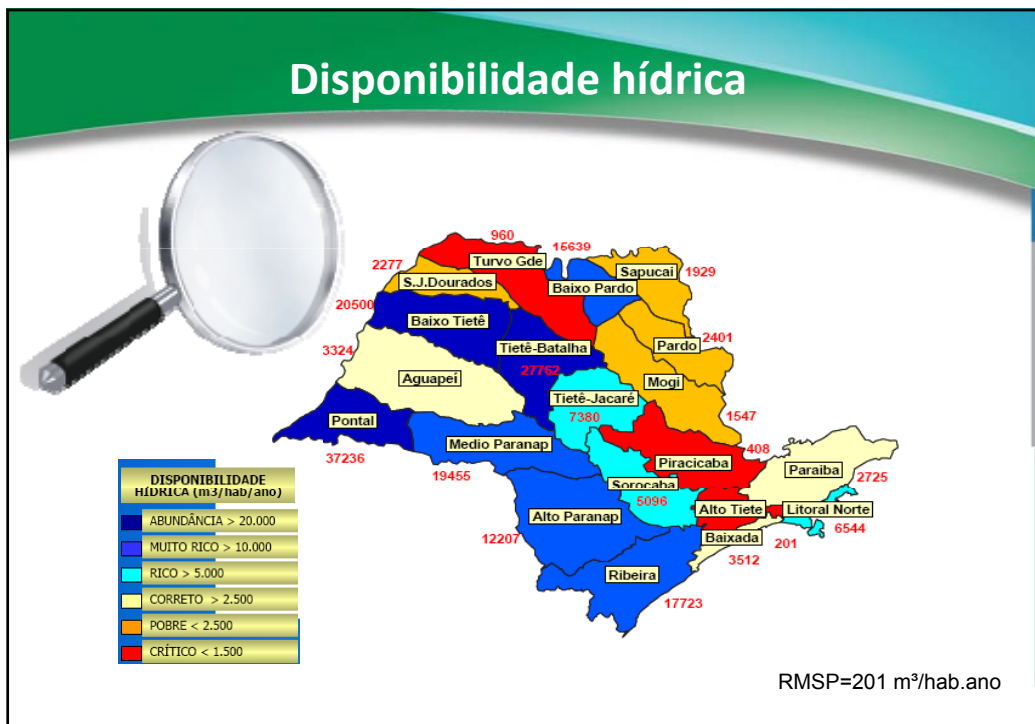 Disponibilidade hídrica
960
15639
Turvo Gde
Sapucaí
1929
2277
S.J.Dourados
Baixo Pardo
20500
Baixo Tietê
2401
3324
Tietê-Batalha
Pardo
27762
Aguapeí
Mogi
Tietê-Jacaré
7380
1547
Pontal
Medio Paranap
408
37236
19455
Piracicaba
Paraiba
2725
Sorocaba
5096
Alto Paranap
Alto Tiete
Litoral Norte
6544
12207
Baixada
201
3512
Ribeira
17723
DISPONIBILIDADE
HÍDRICA (m3/hab/ano)
ABUNDÂNCIA > 20.000
MUITO RICO > 10.000
RICO > 5.000
CORRETO > 2.500
POBRE < 2.500
CRÍTICO < 1.500
RMSP=201 m³/hab.ano